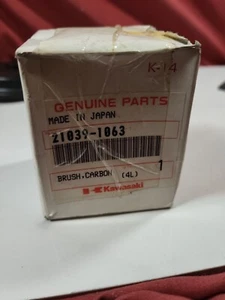 K-14
GENUINE PARTS
MADE IN JAPAN
21039-1063
1
BRUSH,CARBON (4L)
Kawasaki